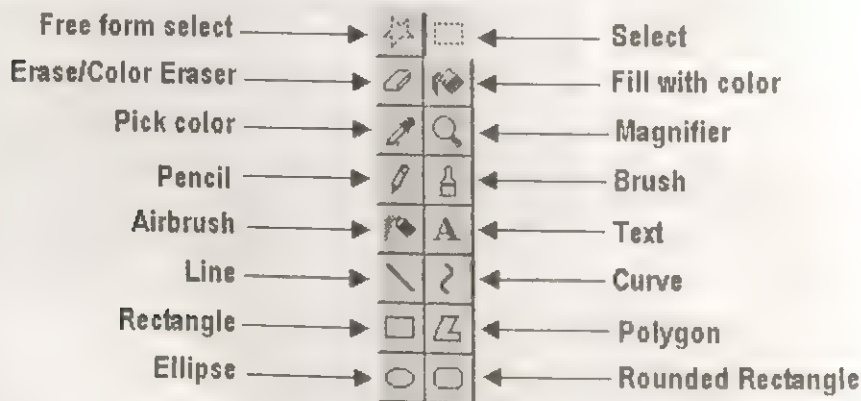 Free form select
Select
Erase/Color Eraser
Fill with color
Pick color
Magnifier
Pencil
Brush
Airbrush
A
Text
Line
Curve
Rectangle
Polygon
Ellipse
Rounded Rectangle